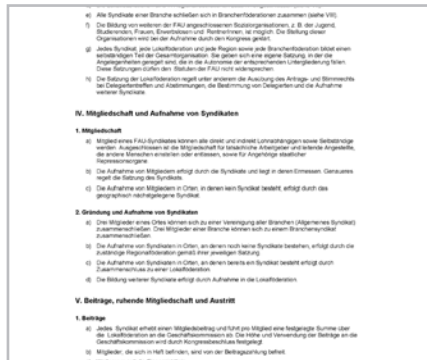 e) Alle Syndikate einer Branche schließen sich in Branchenföderationen zusammen (siehe VIII).
f) Die Bildung von weiteren der FAU angeschlossenen Sozialorganisationen, z. B. der Jugend,
Studierenden, Frauen, Erwerbslosen und RentnerInnen, ist möglich. Die Stellung dieser
Organisationen wird bei der Aufnahme durch den Kongress geklärt.
g) Jedes Syndikat, jede Lokalföderation und jede Region sowie jede Branchenföderation bildet einen
selbständigen Teil der Gesamtorganisation. Sie geben sich eine eigene Satzung, in der die
Angelegenheiten geregelt sind, die in die Autonomie der entsprechenden Untergliederung fallen.
Diese Satzungen dürfen den Statuten der FAU nicht widersprechen.
h) Die Satzung der Lokalföderation regelt unter anderem die Ausübung des Antrags- und Stimmrechts
bei Delegiertentreffen und Abstimmungen, die Bestimmung von Delegierten und die Aufnahme
weiterer Syndikate.
IV. Mitgliedschaft und Aufnahme von Syndikaten
1. Mitgliedschaft
a) Mitglied eines FAU-Syndikates können alle direkt und indirekt Lohnabhängigen sowie Selbständige
werden. Ausgeschlossen ist die Mitgliedschaft für tatsächliche Arbeitgeber und leitende Angestellte,
die andere Menschen einstellen oder entlassen, sowie für Angehörige staatlicher
Repressionsorgane.
b) Die Aufnahme von Mitgliedern erfolgt durch die Syndikate und liegt in deren Ermessen. Genaueres
regelt die Satzung des Syndikats.
c) Die Aufnahme von Mitgliedern in Orten, in denen kein Syndikat besteht, erfolgt durch das
geographisch nächstgelegene Syndikat.
2. Gründung und Aufnahme von Syndikaten
a) Drei Mitglieder eines Ortes können sich zu einer Vereinigung aller Branchen (Allgemeines Syndikat)
zusammenschließen. Drei Mitglieder einer Branche können sich zu einem Branchensyndikat
zusammenschließen.
b) Die Aufnahme von Syndikaten in Orten, an denen noch keine Syndikate bestehen, erfolgt durch die
zuständige Regionalföderation gemäß ihrer jeweiligen Satzung.
c) Die Aufnahme von Syndikaten in Orten, an denen bereits ein Syndikat besteht erfolgt durch
Zusammenschluss zu einer Lokalföderation.
d) Die Bildung weiterer Syndikate erfolgt durch Aufnahme in die Lokalföderation.
V. Beiträge, ruhende Mitgliedschaft und Austritt
1. Beiträge
a) Jedes Syndikat erhebt einen Mitgliedsbeitrag und führt pro Mitglied eine festgelegte Summe über
die Lokalföderation an die Geschäftskommission ab. Die Höhe und Verwendung der Beiträge an die
Geschäftskommission wird durch Kongressbeschluss festgelegt.
b) Mitglieder, die sich in Haft befinden, sind von der Beitragszahlung befreit.